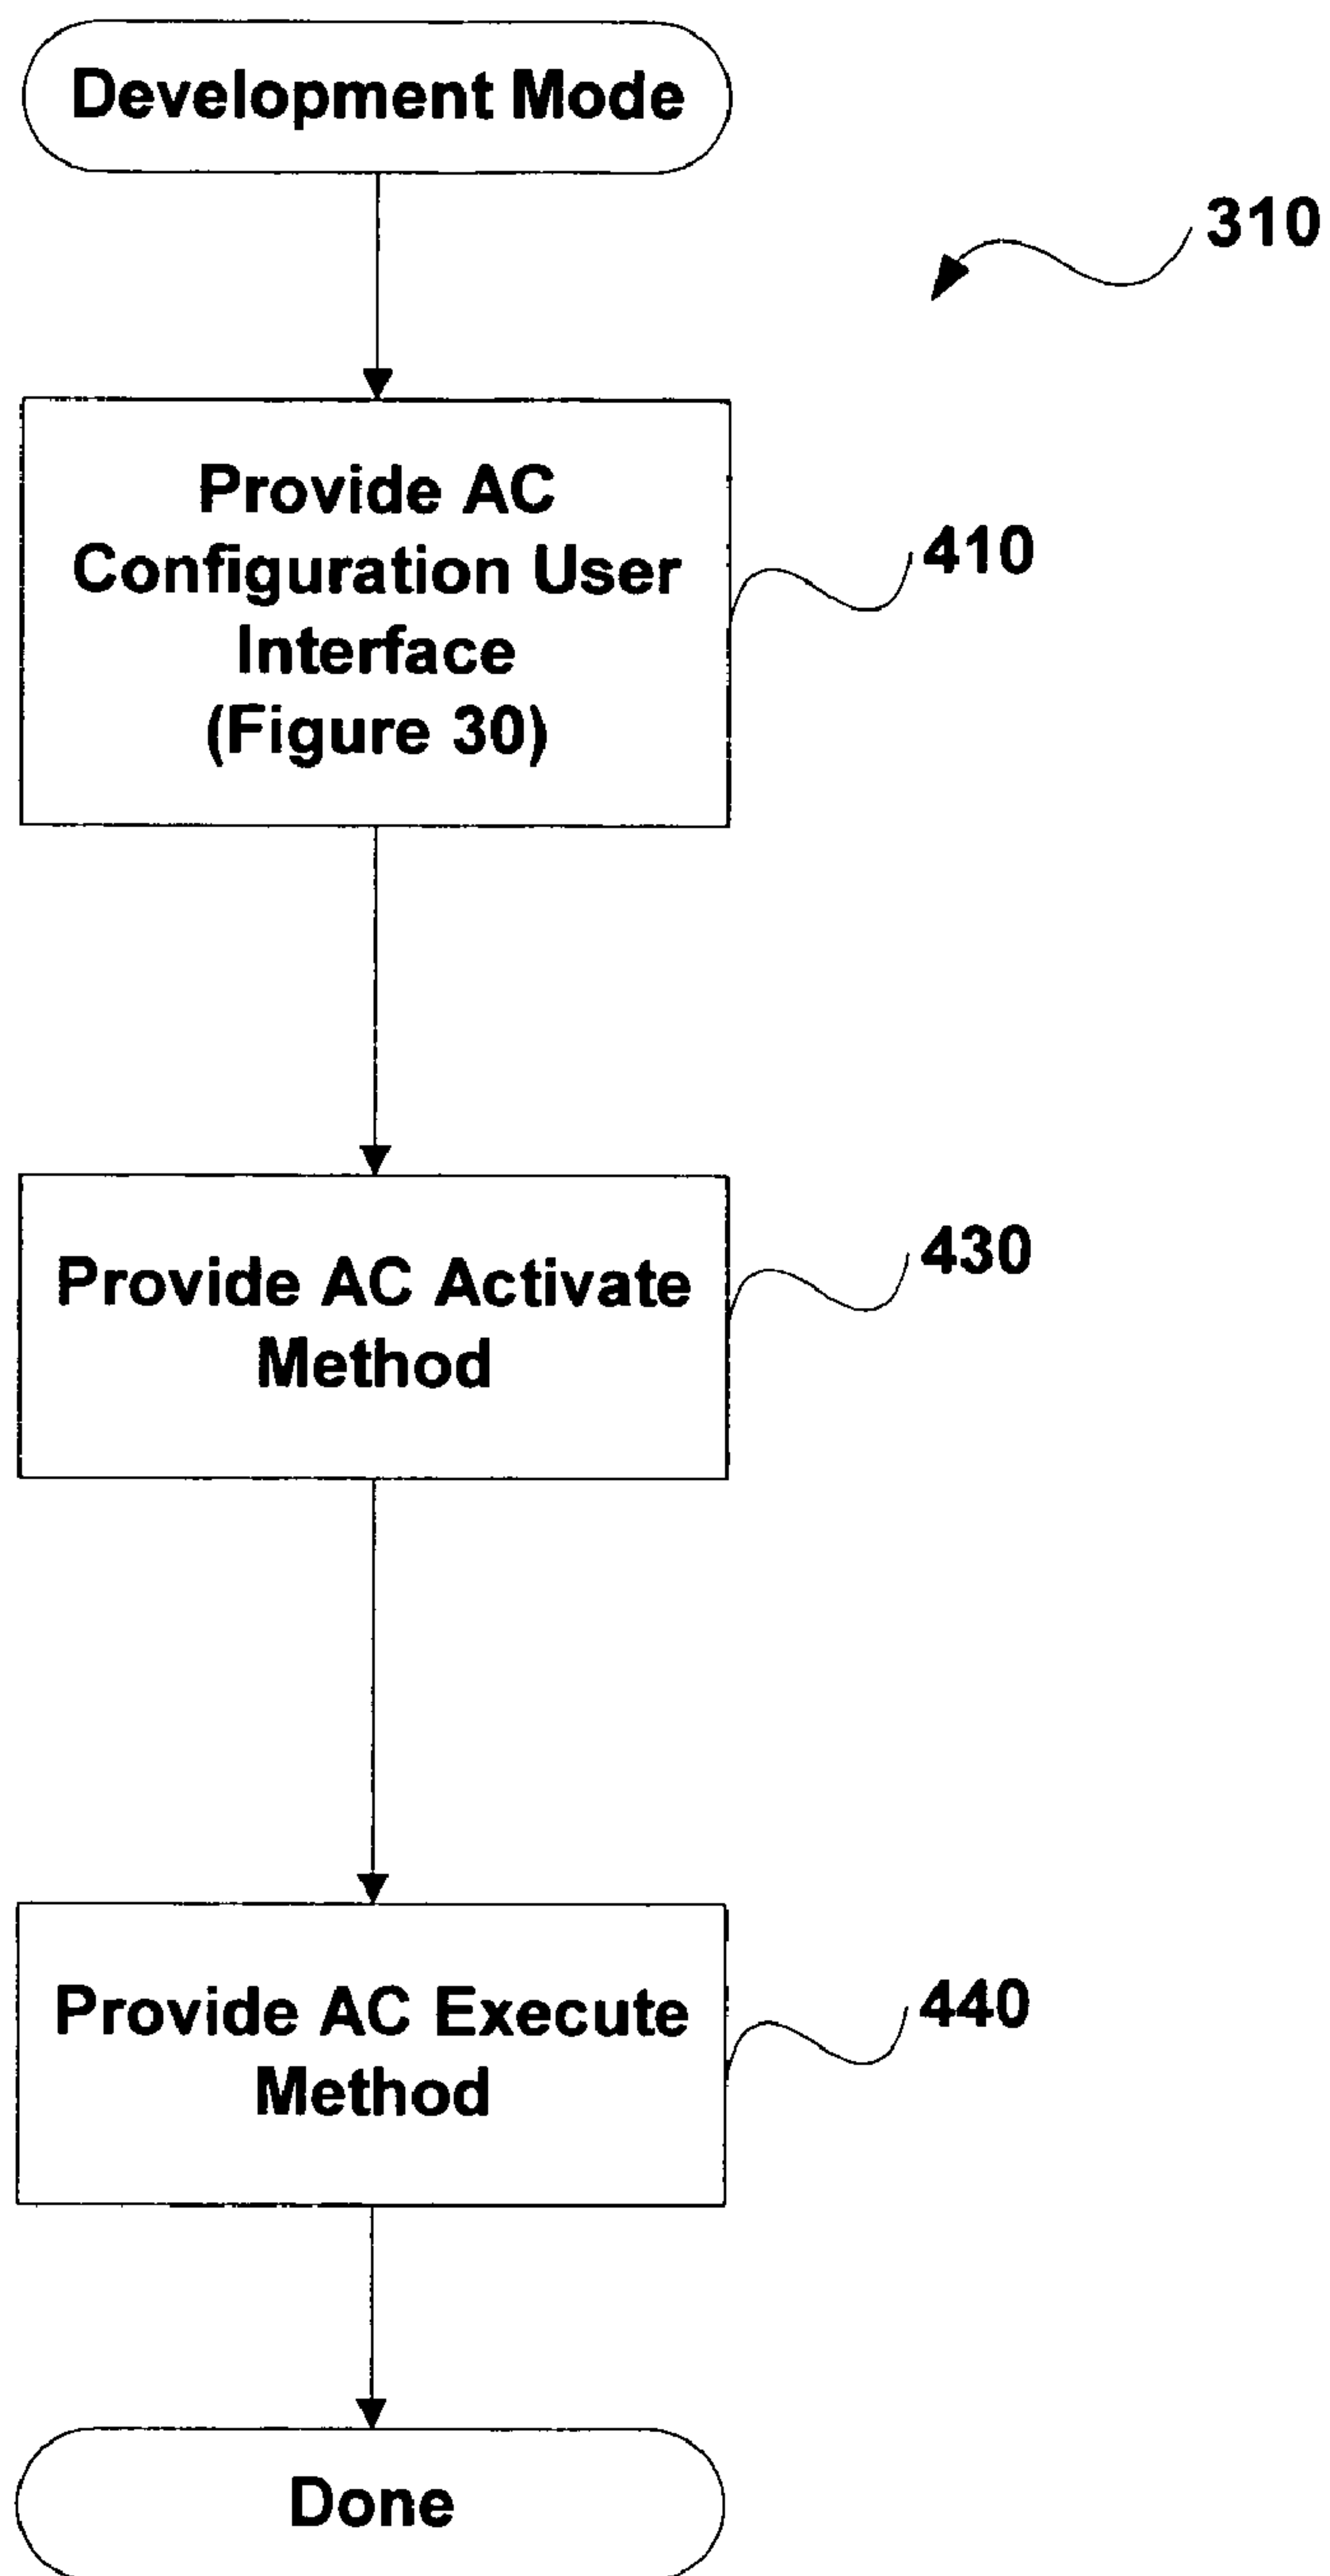 Development Mode
310
Provide AC
Configuration User
Interface
(Figure 30)
410
Provide AC Activate
Method
430
Provide AC Execute
Method
440
Done